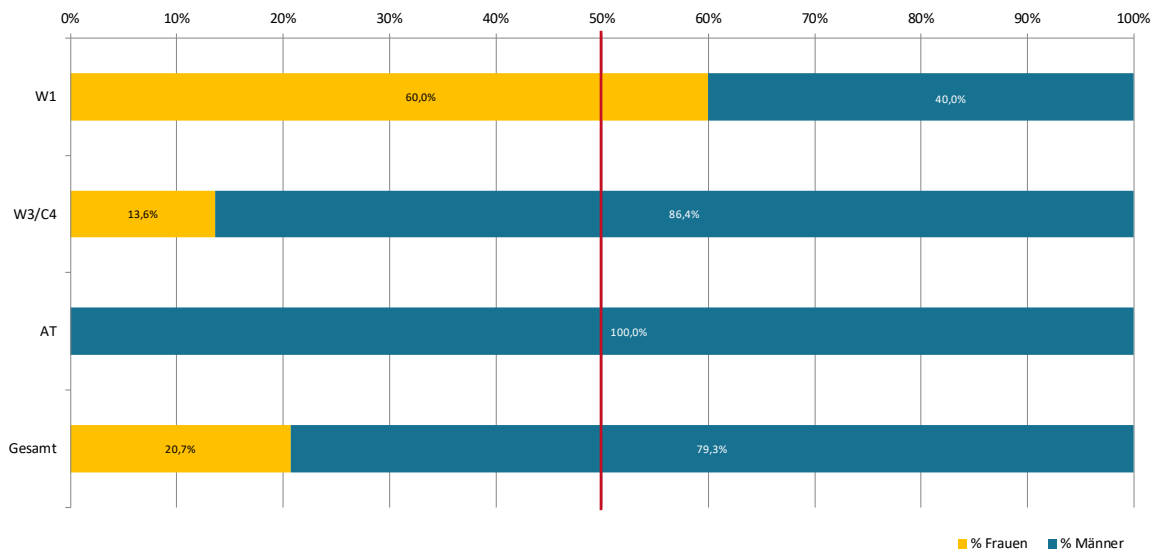 0% 10% 20% 30% 40% 50% 60% 70% 80% 90% 100%
W1 60,0% 40,0%
W3/C4 13,6% 86,4%
AT 100,0%
Gesamt 20,7% 79,3%
% Frauen % Männer